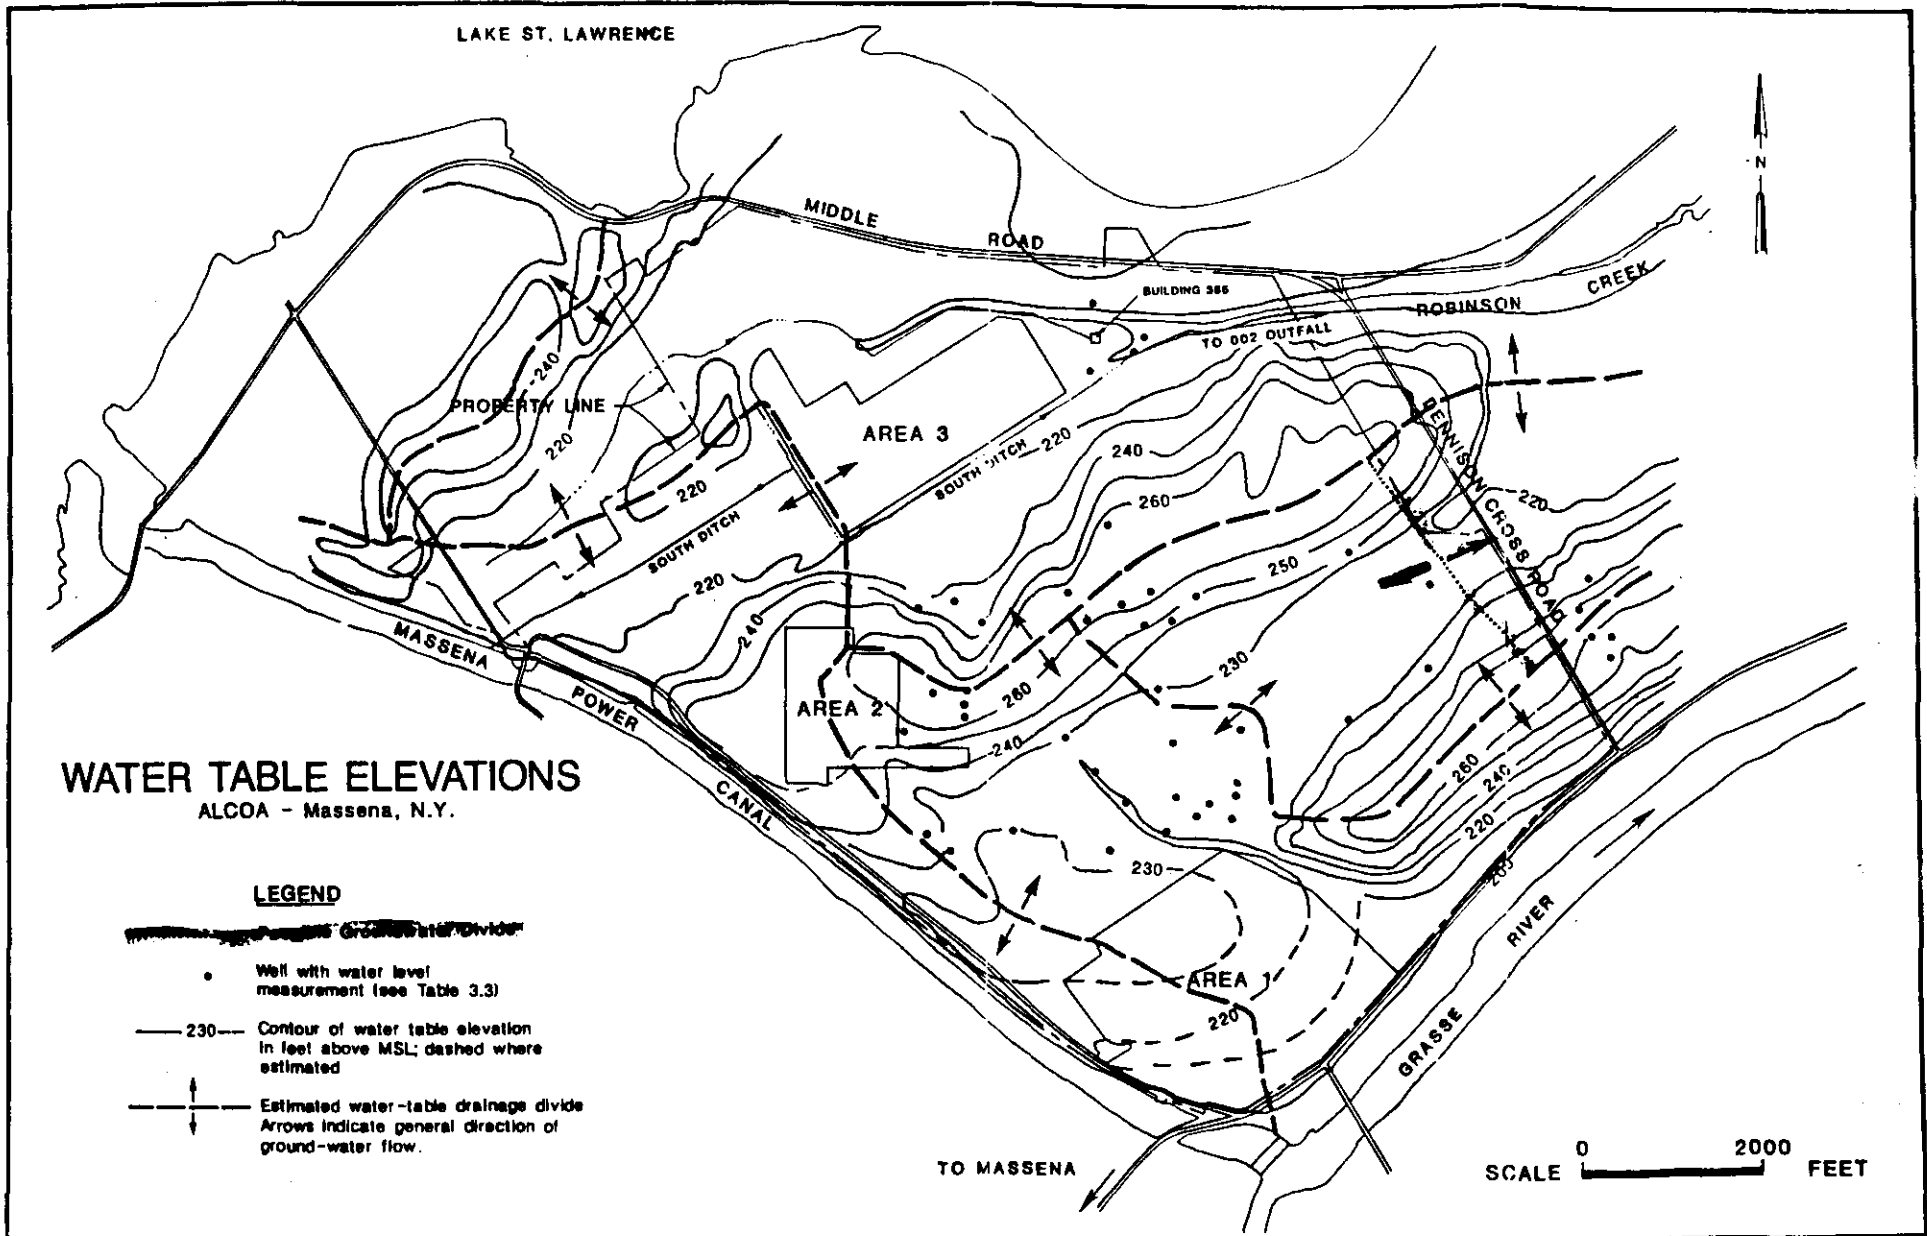 LAKE ST. LAWRENCE
N
MIDDLE ROAD
CREEK
BUILDING 366
ROBINSON
TO 002 OUTFALL
240
PROPERTY LINE
220
AREA 3
220
240
260
SOUTH DITCH
220
SOUTH DITCH
DENNISON CROSS ROAD
220
250
220
240
MASSENA POWER CANAL
230
260
AREA 2
240
260
240
220
WATER TABLE ELEVATIONS
ALCOA - Massena, N.Y.
230
LEGEND
Groundwater Divide
Well with water level
measurement (see Table 3.3)
230
Contour of water table elevation
in feet above MSL; dashed where
estimated
Estimated water-table drainage divide
Arrows indicate general direction of
ground-water flow.
AREA 1
220
GRASSE RIVER
TO MASSENA
SCALE 0 2000 FEET